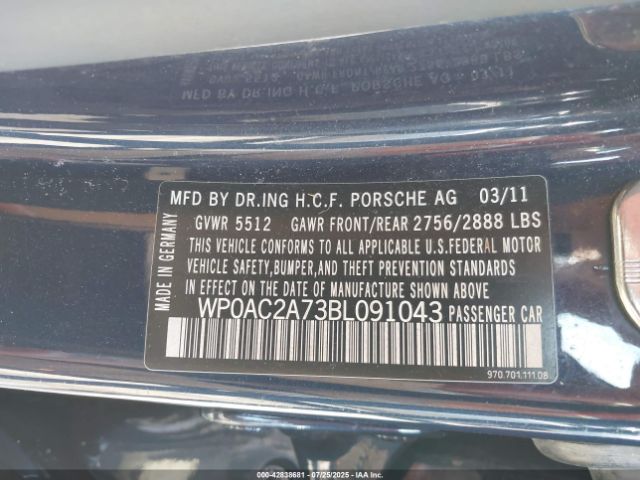 MFD BY DR.ING H.C.F. PORSCHE AG 03/11
GVWR 5512 GAWR FRONT/REAR 2756/2888 LBS
THIS VEHICLE CONFORMS TO ALL APPLICABLE U.S.FEDERAL MOTOR
VEHICLE SAFETY,BUMPER,AND THEFT PREVENTION STANDARDS
IN EFFECT ON THE DATE OF MANUFACTURE SHOWN ABOVE.
WP0AC2A73BL091043 PASSENGER CAR
970.701.111.08
MADE IN GERMANY
000-42838681 07/25/2025 IAAI.COM